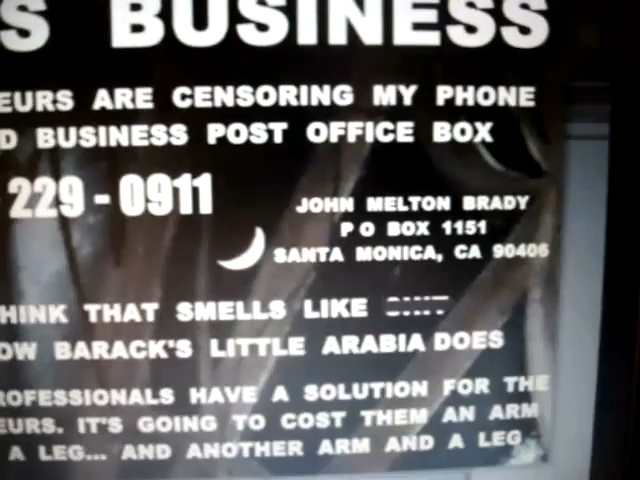 S BUSINESS
EURS ARE CENSORING MY PHONE
D BUSINESS POST OFFICE BOX
229-0911
JOHN MELTON BRADY
P O BOX 1151
SANTA MONICA, CA 90406
HINK THAT SMELLS LIKE
OW BARACK'S LITTLE ARABIA DOES
ROFESSIONALS HAVE A SOLUTION FOR THE
EURS. IT'S GOING TO COST THEM AN ARM
A LEG... AND ANOTHER ARM AND A LEG